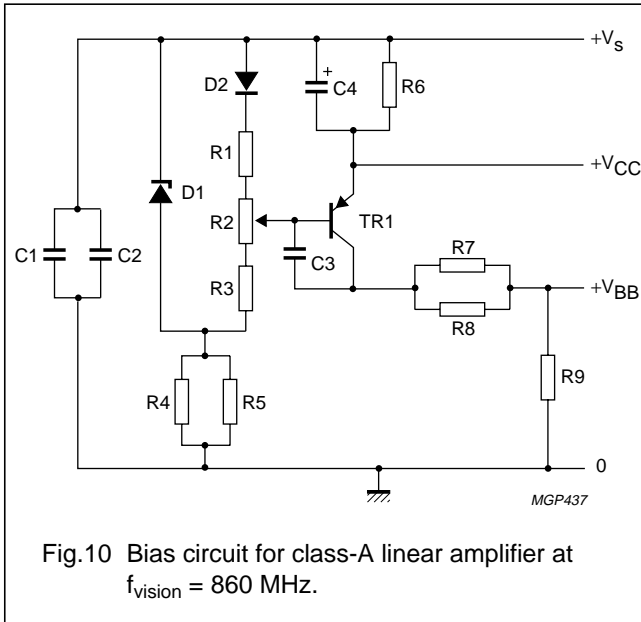 +Vs
D2
C4
+
R6
R1
+VCC
D1
R2
TR1
C1
C2
C3
R7
R3
+VBB
R8
R4
R5
R9
0
MGP437
Fig.10 Bias circuit for class-A linear amplifier at
fvision = 860 MHz.